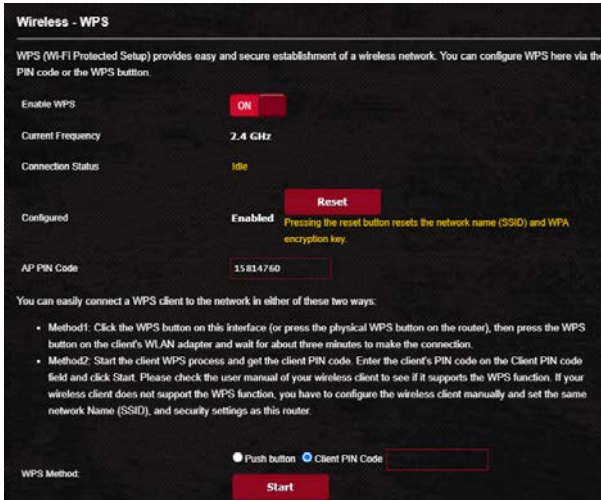 Wireless - WPS
WPS (Wi-Fi Protected Setup) provides easy and secure establishment of a wireless network. You can configure WPS here via the
PIN code or the WPS buttton.
Enable WPS ON
Current Frequency 2.4 GHz
Connection Status Idle
Configured Enabled Reset
Pressing the reset button resets the network name (SSID) and WPA
encryption key.
AP PIN Code 15814760
You can easily connect a WPS client to the network in either of these two ways:
• Method1: Click the WPS button on this interface (or press the physical WPS button on the router), then press the WPS
button on the client's WLAN adapter and wait for about three minutes to make the connection.
• Method2: Start the client WPS process and get the client PIN code. Enter the client's PIN code on the Client PIN code
field and click Start. Please check the user manual of your wireless client to see if it supports the WPS function. If your
wireless client does not support the WPS function, you have to configure the wireless client manually and set the same
network Name (SSID), and security settings as this router.
WPS Method: Push button Client PIN Code
Start